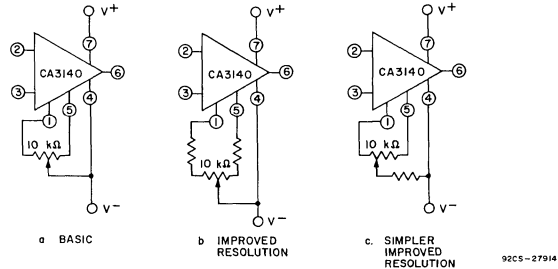 V+
7
2
CA3140
6
3
4
5
1
10 kΩ
V−
a BASIC
V+
7
2
CA3140
6
3
4
1
5
10 kΩ
V−
b IMPROVED
RESOLUTION
V+
7
2
CA3140
6
3
4
5
1
10 kΩ
V−
c. SIMPLER
IMPROVED
RESOLUTION
92CS-27914